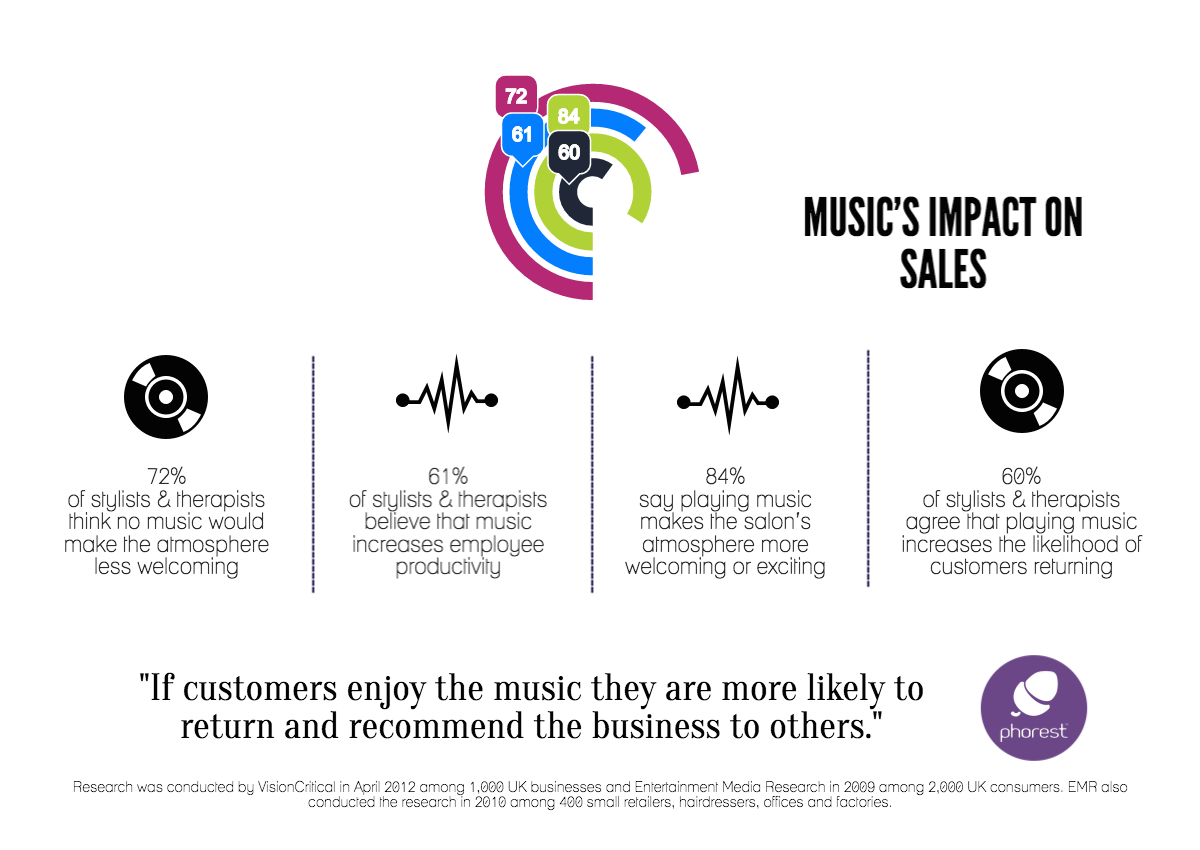 72
84
61
60
MUSIC'S IMPACT ON
SALES
72%
of stylists & therapists
think no music would
make the atmosphere
less welcoming
61%
of stylists & therapists
believe that music
increases employee
productivity
84%
say playing music
makes the salon's
atmosphere more
welcoming or exciting
60%
of stylists & therapists
agree that playing music
increases the likelihood of
customers returning
"If customers enjoy the music they are more likely to
return and recommend the business to others."
phorest
Research was conducted by VisionCritical in April 2012 among 1,000 UK businesses and Entertainment Media Research in 2009 among 2,000 UK consumers. EMR also
conducted the research in 2010 among 400 small retailers, hairdressers, offices and factories.